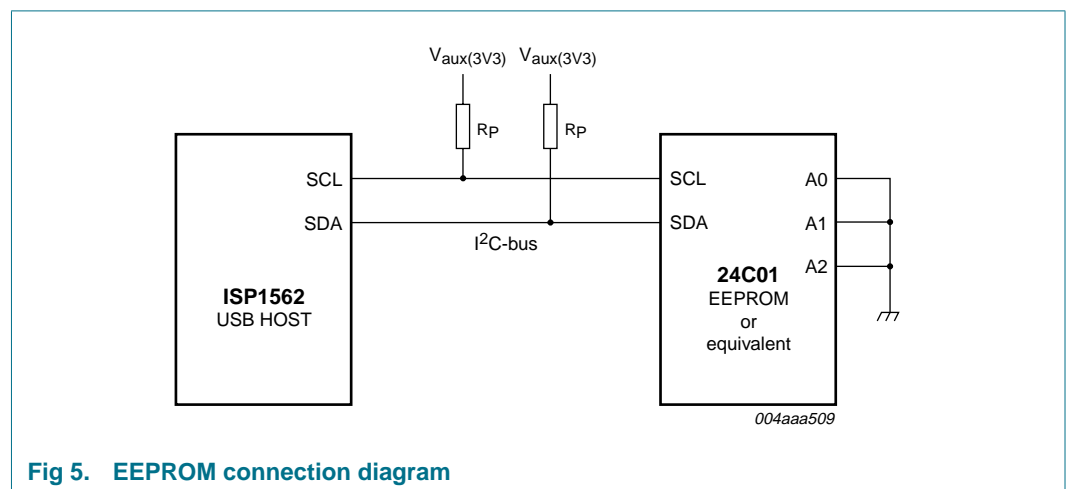 Vaux(3V3) Vaux(3V3)
RP RP
SCL SCL A0
SDA SDA A1
I2C-bus
A2
ISP1562
USB HOST
24C01
EEPROM
or
equivalent
004aaa509
Fig 5. EEPROM connection diagram